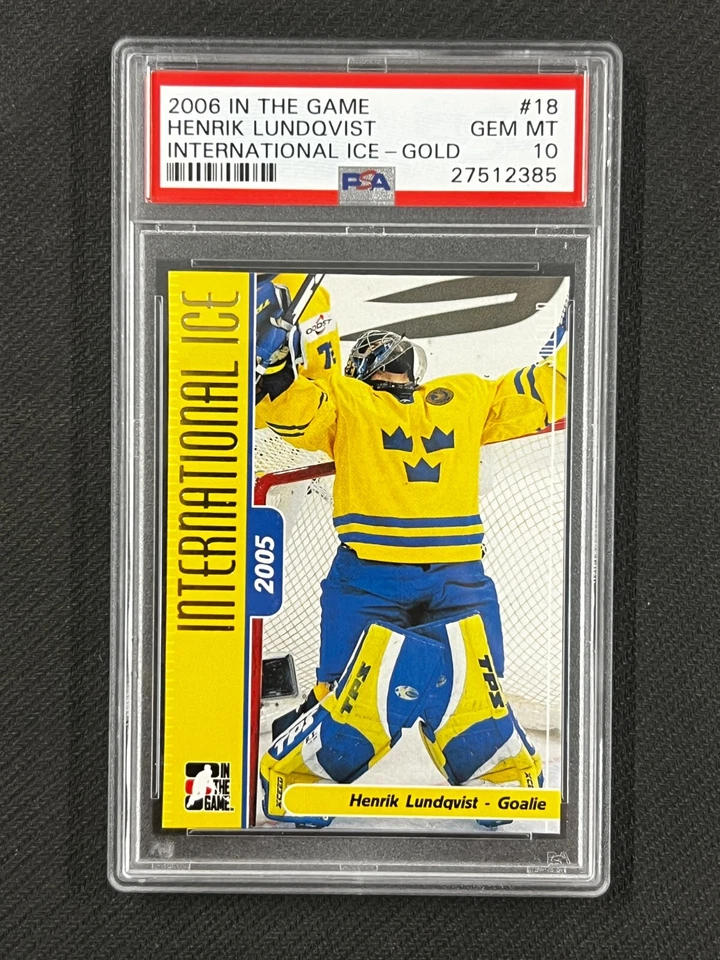 2006 IN THE GAME #18
HENRIK LUNDQVIST GEM MT
INTERNATIONAL ICE – GOLD 10
PSA 27512385
INTERNATIONAL ICE
2005
TPS
TPS
TPS
IN
THE
GAME
Henrik Lundqvist - Goalie